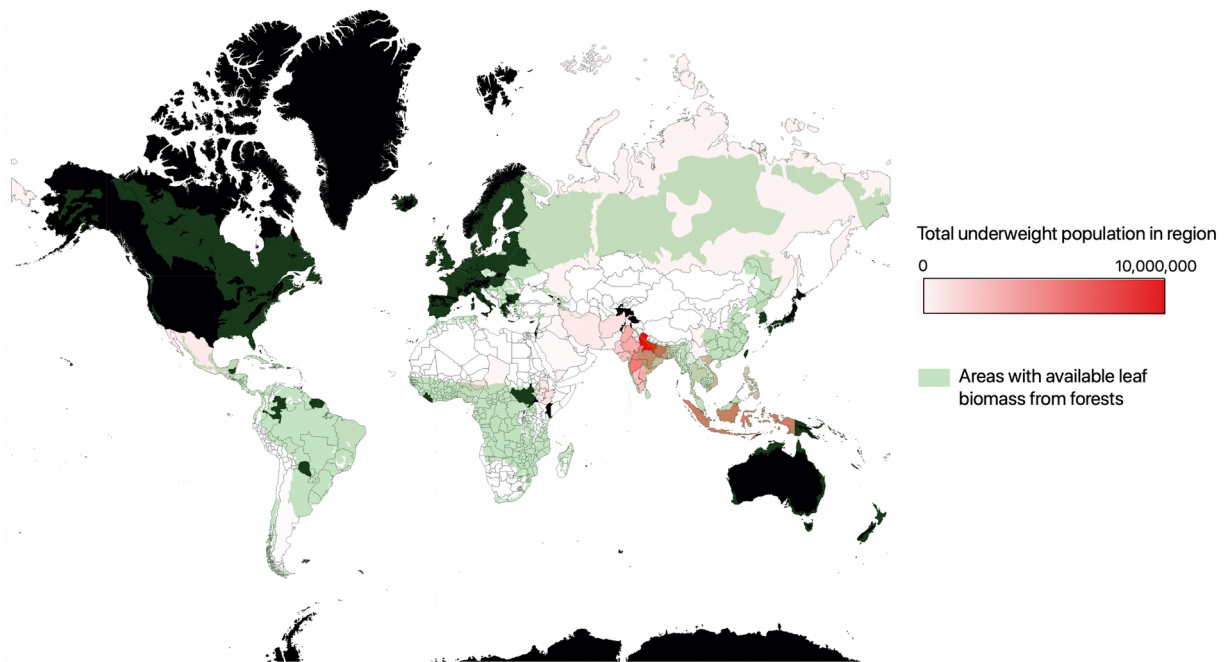 Total underweight population in region
0 10,000,000
Areas with available leaf
biomass from forests